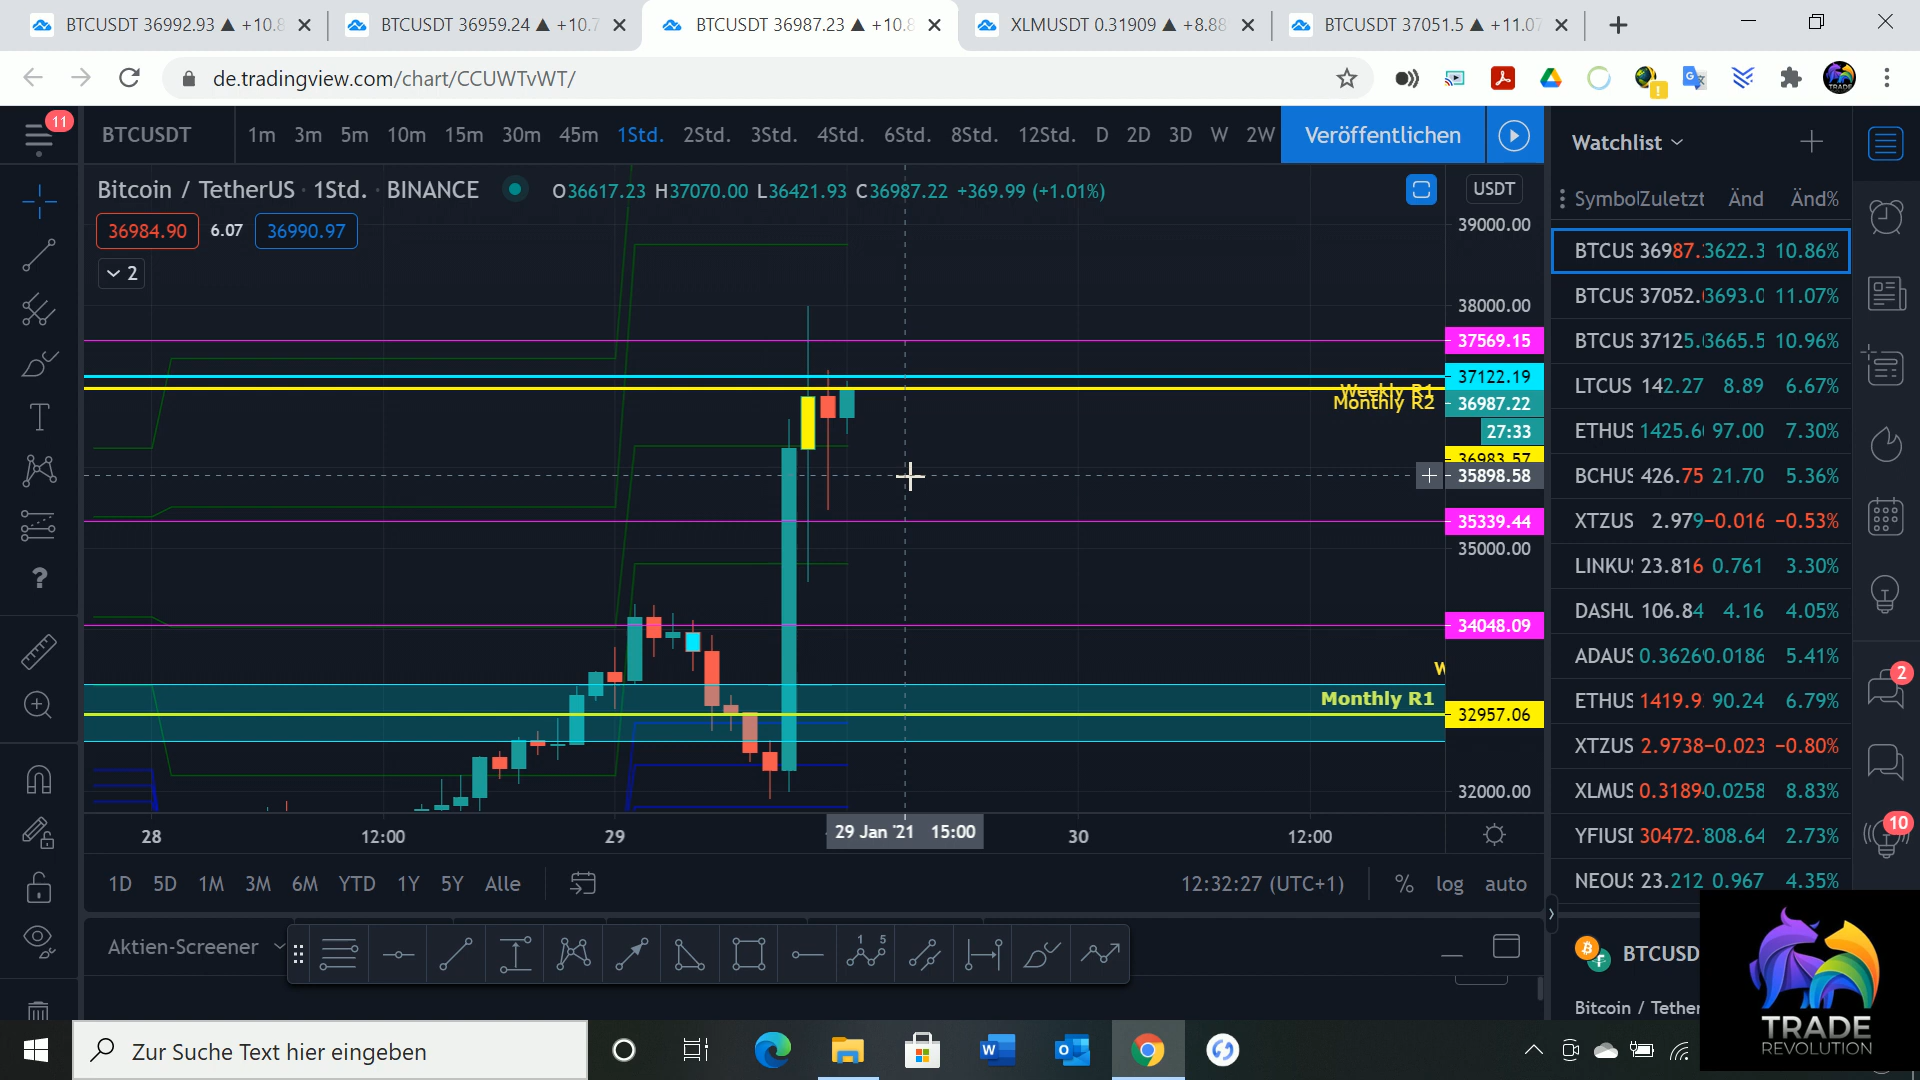 BTCUSDT 36992.93 ▲ +10.8
BTCUSDT 36959.24 ▲ +10.7
BTCUSDT 36987.23 ▲ +10.8
XLMUSDT 0.31909 ▲ +8.88
BTCUSDT 37051.5 ▲ +11.07
de.tradingview.com/chart/CCUWTvWT/
11
BTCUSDT
1m 3m 5m 10m 15m 30m 45m 1Std. 2Std. 3Std. 4Std. 6Std. 8Std. 12Std. D 2D 3D W 2W
Veröffentlichen
Watchlist
Bitcoin / TetherUS · 1Std. · BINANCE
O36617.23 H37070.00 L36421.93 C36987.22 +369.99 (+1.01%)
USDT
36984.90 6.07 36990.97
2
Symbol Zuletzt Änd Änd%
BTCUS 36987. 3622.3 10.86%
BTCUS 37052. 3693.0 11.07%
BTCUS 37125. 3665.5 10.96%
LTCUS 142.27 8.89 6.67%
ETHUS 1425.6 97.00 7.30%
BCHUS 426.75 21.70 5.36%
XTZUS 2.979 −0.016 −0.53%
LINKU 23.816 0.761 3.30%
DASHU 106.84 4.16 4.05%
ADAUS 0.3626 0.0186 5.41%
ETHUS 1419.9 90.24 6.79%
XTZUS 2.9738 −0.023 −0.80%
XLMUS 0.3189 0.0258 8.83%
YFIUSD 30472. 808.64 2.73%
NEOUS 23.212 0.967 4.35%
39000.00
38000.00
37569.15
37122.19
Weekly R1
Monthly R2
36987.22
27:33
36983.57
35898.58
35339.44
35000.00
34048.09
W
Monthly R1
32957.06
32000.00
28 12:00 29 29 Jan '21 15:00 30 12:00
1D 5D 1M 3M 6M YTD 1Y 5Y Alle
12:32:27 (UTC+1) % log auto
Aktien-Screener
1 5
2
10
BTCUSD
Bitcoin / Tether
TRADE
REVOLUTION
Zur Suche Text hier eingeben